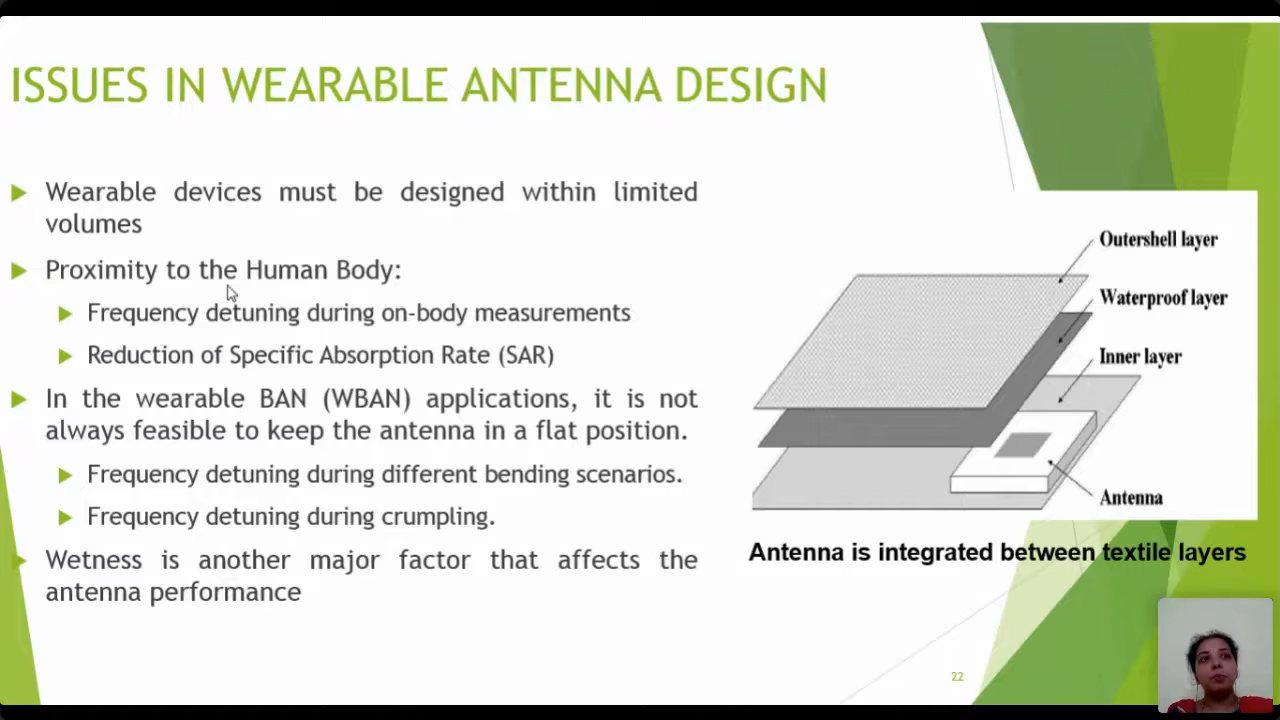 ISSUES IN WEARABLE ANTENNA DESIGN
Wearable devices must be designed within limited
volumes
Proximity to the Human Body:
Frequency detuning during on-body measurements
Reduction of Specific Absorption Rate (SAR)
In the wearable BAN (WBAN) applications, it is not
always feasible to keep the antenna in a flat position.
Frequency detuning during different bending scenarios.
Frequency detuning during crumpling.
Wetness is another major factor that affects the
antenna performance
Outershell layer
Waterproof layer
Inner layer
Antenna
Antenna is integrated between textile layers
22